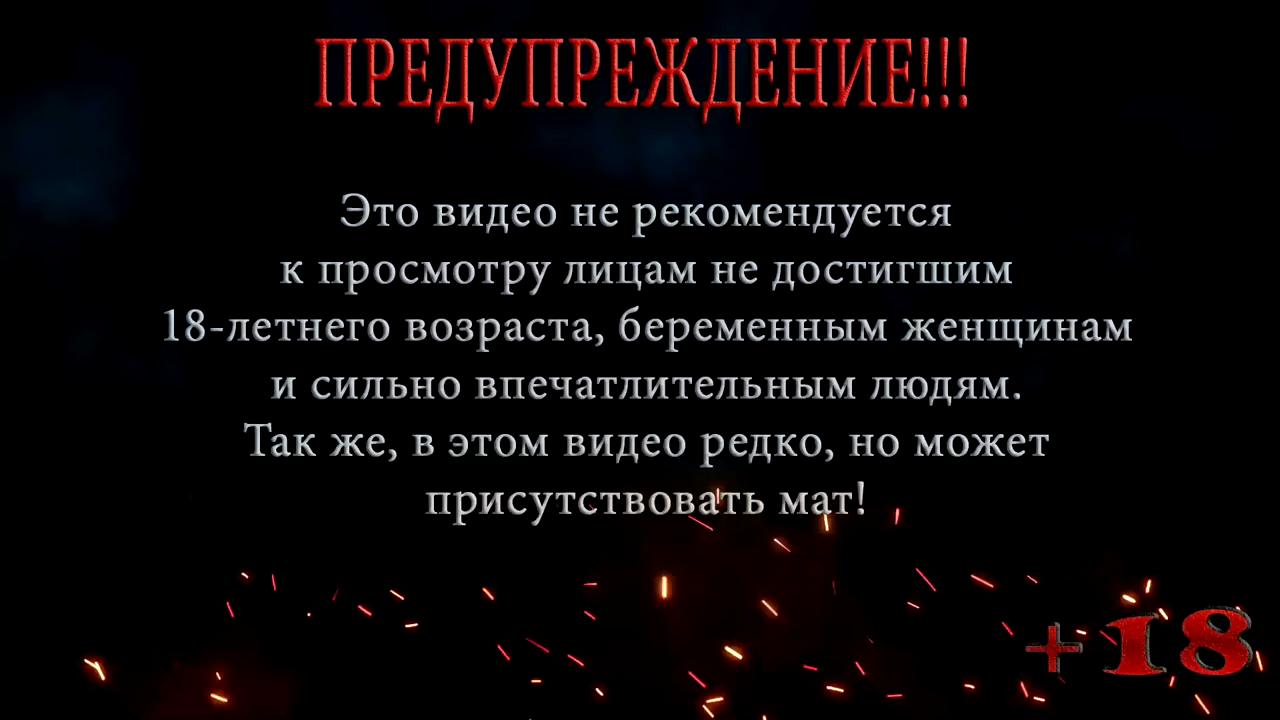 ПРЕДУПРЕЖДЕНИЕ!!!
Это видео не рекомендуется
к просмотру лицам не достигшим
18-летнего возраста, беременным женщинам
и сильно впечатлительным людям.
Так же, в этом видео редко, но может
присутствовать мат!
+18